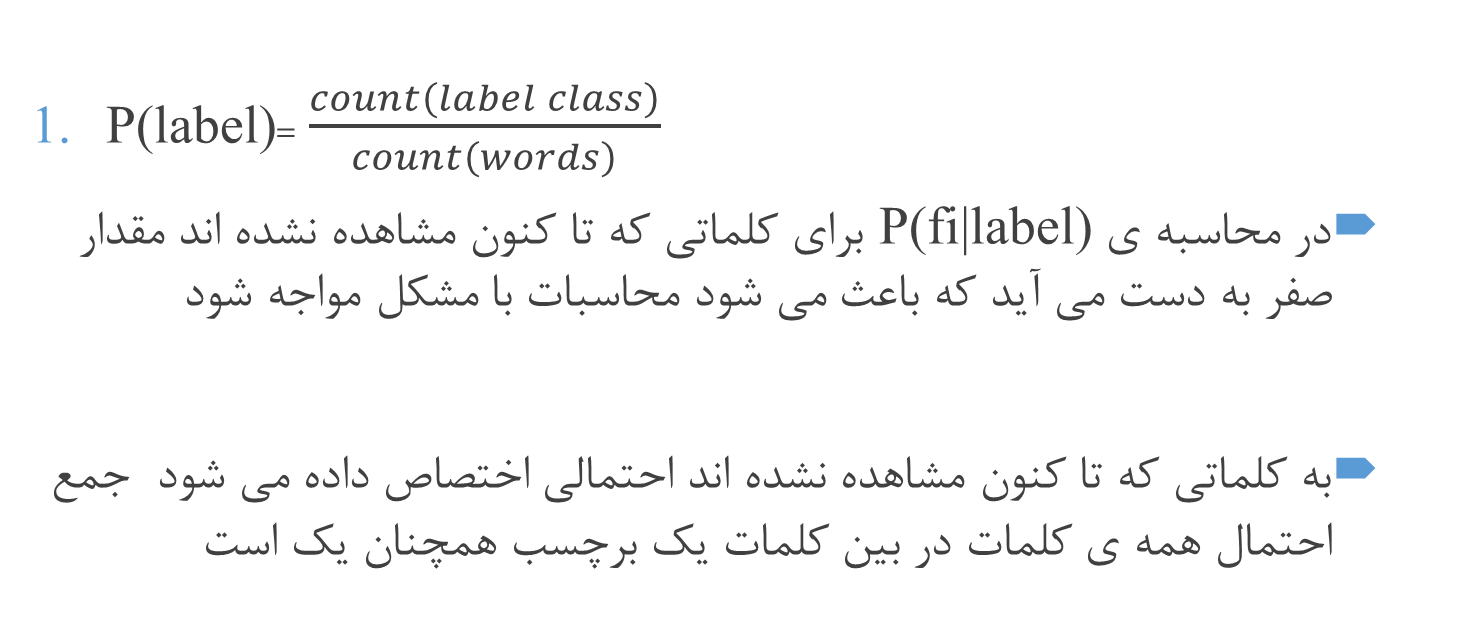 1. P(label)= count(label class) / count(words)
در محاسبه ی P(fi|label) برای کلماتی که تا کنون مشاهده نشده اند مقدار
صفر به دست می آید که باعث می شود محاسبات با مشکل مواجه شود
به کلماتی که تا کنون مشاهده نشده اند احتمالی اختصاص داده می شود جمع
احتمال همه ی کلمات در بین کلمات یک برچسب همچنان یک است